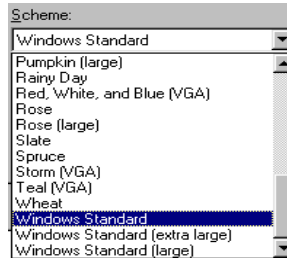 Scheme:
Windows Standard
Pumpkin (large)
Rainy Day
Red, White, and Blue (VGA)
Rose
Rose (large)
Slate
Spruce
Storm (VGA)
Teal (VGA)
Wheat
Windows Standard
Windows Standard (extra large)
Windows Standard (large)